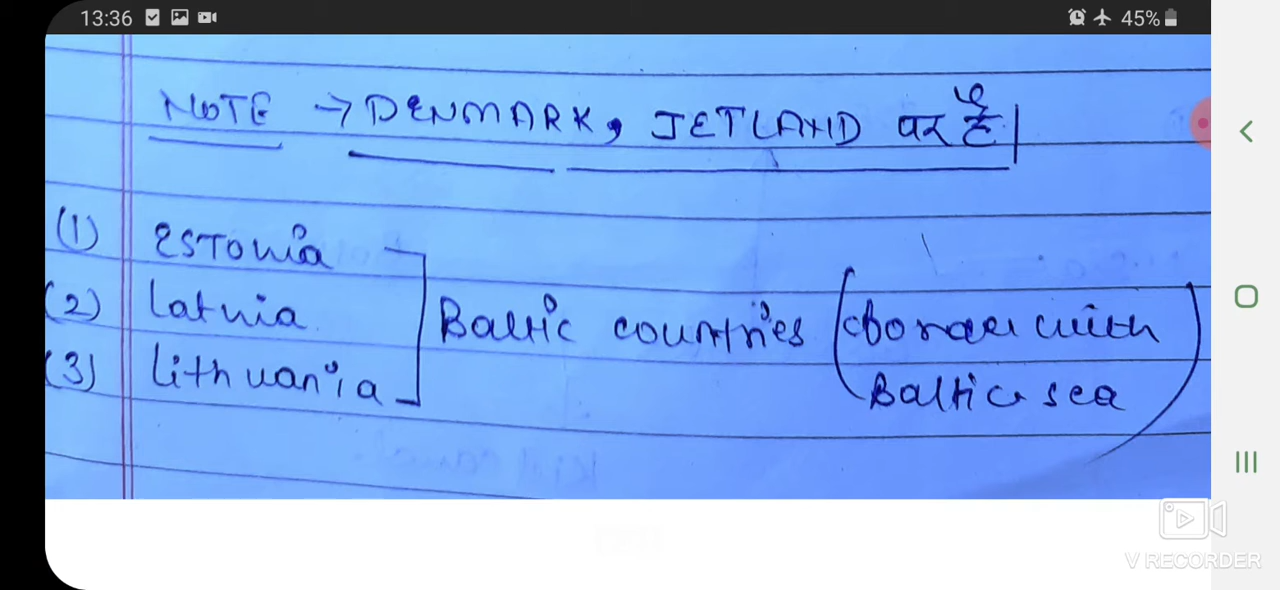 13:36 45%
NOTE → DENMARK, JETLAND पर है|
(1) ESTONIA
(2) Latvia
(3) Lithuania
Baltic countries (Border with
Baltic sea)
V RECORDER